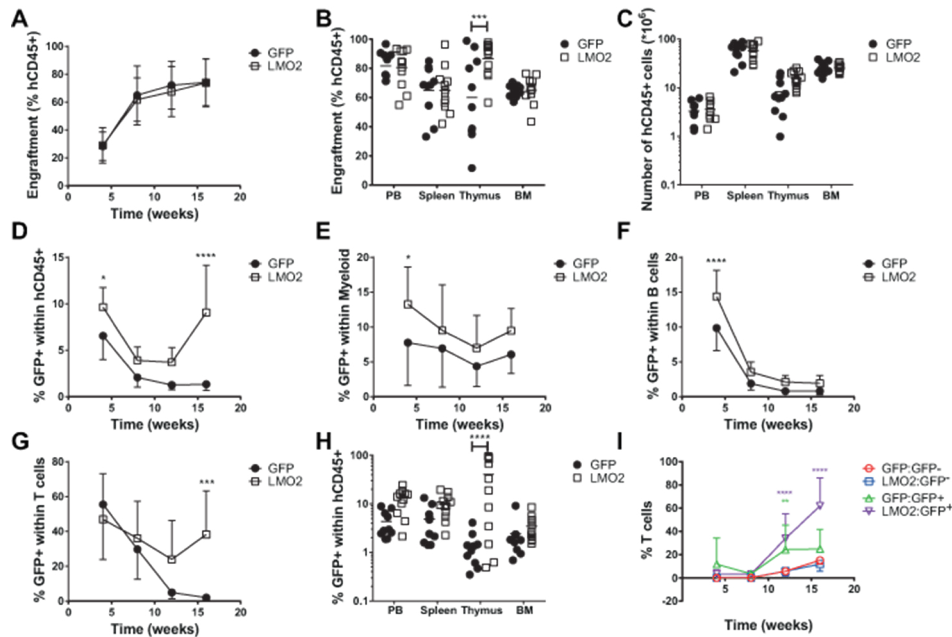 A
Engraftment (% hCD45+)
100
80
60
40
20
0
0 5 10 15 20
Time (weeks)
GFP
LMO2
B
Engraftment (% hCD45+)
100
80
60
40
20
0
***
PB Spleen Thymus BM
GFP
LMO2
C
Number of hCD45+ cells (*10^6)
100
10
1
0.1
PB Spleen Thymus BM
GFP
LMO2
D
% GFP+ within hCD45+
15
10
5
0
0 5 10 15 20
* ****
Time (weeks)
GFP
LMO2
E
% GFP+ within Myeloid
20
15
10
5
0
0 5 10 15 20
*
Time (weeks)
GFP
LMO2
F
% GFP+ within B cells
20
15
10
5
0
0 5 10 15 20
****
Time (weeks)
GFP
LMO2
G
% GFP+ within T cells
80
60
40
20
0
0 5 10 15 20
***
Time (weeks)
GFP
LMO2
H
% GFP+ within hCD45+
100
10
1
0.1
****
PB Spleen Thymus BM
GFP
LMO2
I
% T cells
100
80
60
40
20
0
-20
5 10 15 20
**** ****
**
Time (weeks)
GFP:GFP-
LMO2:GFP-
GFP:GFP+
LMO2:GFP+